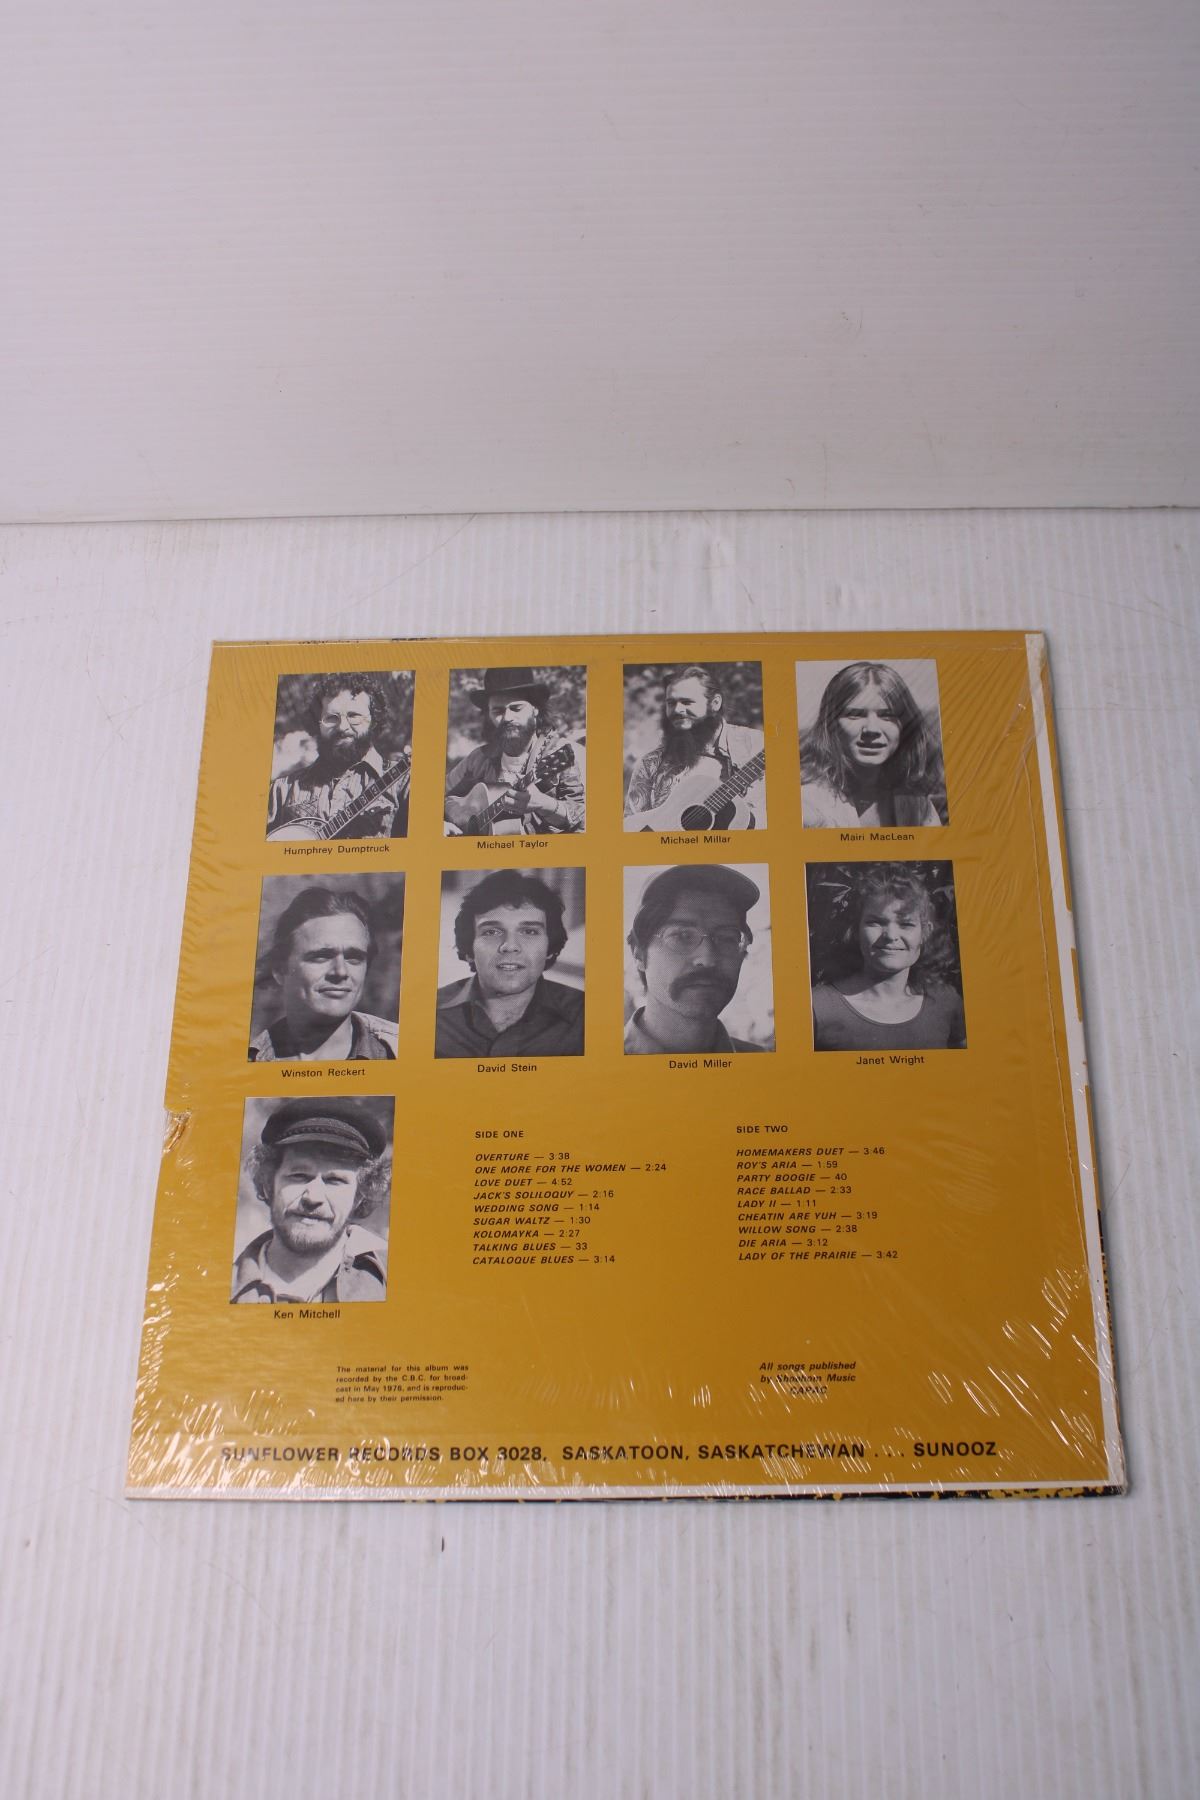 Humphrey Dumptruck
Michael Taylor
Michael Millar
Mairi MacLean
Winston Reckert
David Stein
David Miller
Janet Wright
Ken Mitchell
SIDE ONE
OVERTURE — 3:38
ONE MORE FOR THE WOMEN — 2:24
LOVE DUET — 4:52
JACK'S SOLILOQUY — 2:16
WEDDING SONG — 1:14
SUGAR WALTZ — 1:30
KOLOMAYKA — 2:27
TALKING BLUES — 33
CATALOQUE BLUES — 3:14
SIDE TWO
HOMEMAKERS DUET — 3:46
ROY'S ARIA — 1:59
PARTY BOOGIE — 40
RACE BALLAD — 2:33
LADY II — 1:11
CHEATIN ARE YUH — 3:19
WILLOW SONG — 2:38
DIE ARIA — 3:12
LADY OF THE PRAIRIE — 3:42
The material for this album was
recorded by the C.B.C. for broad-
cast in May 1976, and is reproduc-
ed here by their permission.
All songs published
by Music
CAPAC
SUNFLOWER RECORDS BOX 3028, SASKATOON, SASKATCHEWAN . . . SUNOOZ